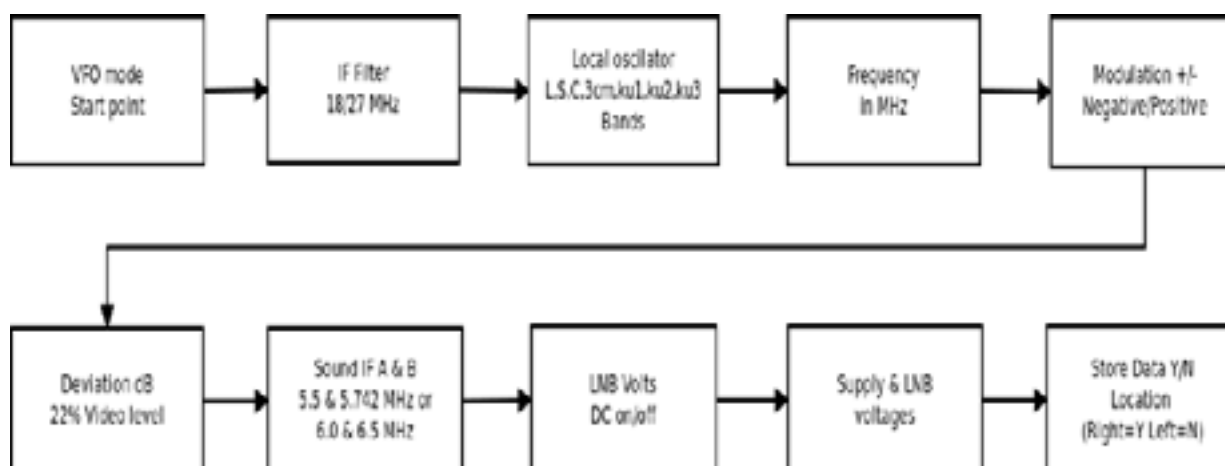 VFO mode
Start point
IF Filter
18/27 MHz
Local oscilator
L,S,C,3cm,ku1,ku2,ku3
Bands
Frequency
in MHz
Modulation +/-
Negative/Positive
Deviation dB
22% Video level
Sound IF A & B
5.5 & 5.742 MHz or
6.0 & 6.5 MHz
LNB Volts
DC on/off
Supply & LNB
voltages
Store Data Y/N
Location
(Right=Y Left=N)